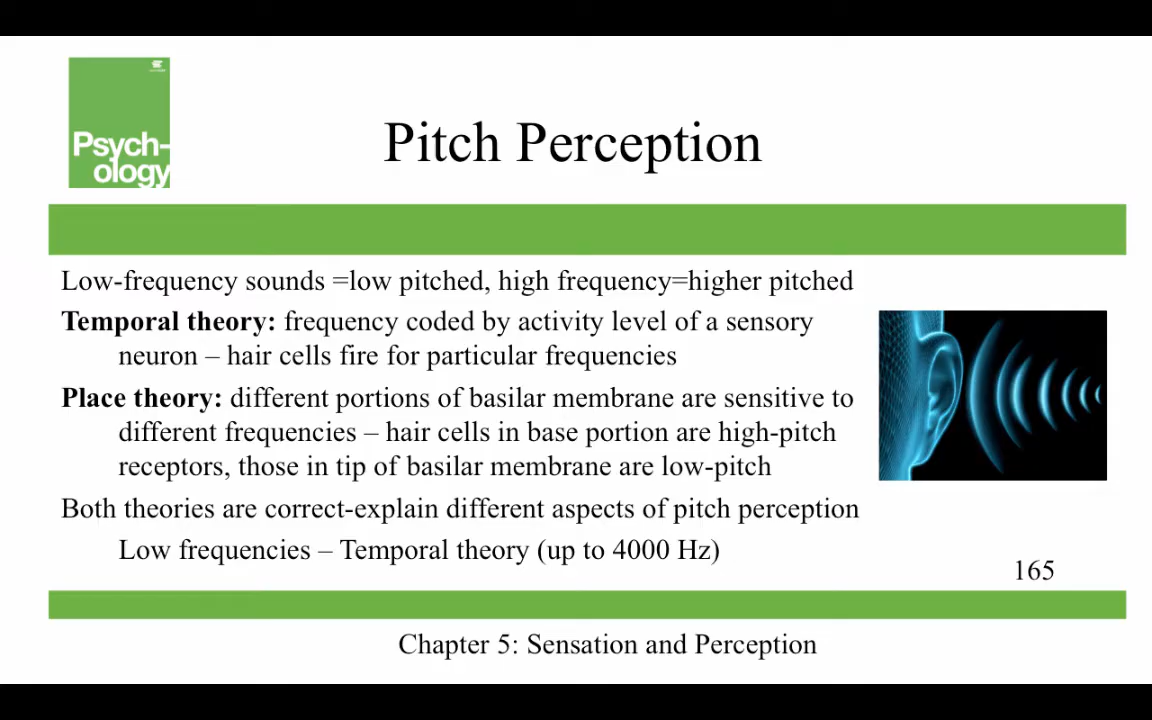 Psych-
ology
Pitch Perception
Low-frequency sounds =low pitched, high frequency=higher pitched
Temporal theory: frequency coded by activity level of a sensory
neuron – hair cells fire for particular frequencies
Place theory: different portions of basilar membrane are sensitive to
different frequencies – hair cells in base portion are high-pitch
receptors, those in tip of basilar membrane are low-pitch
Both theories are correct-explain different aspects of pitch perception
Low frequencies – Temporal theory (up to 4000 Hz)
165
Chapter 5: Sensation and Perception